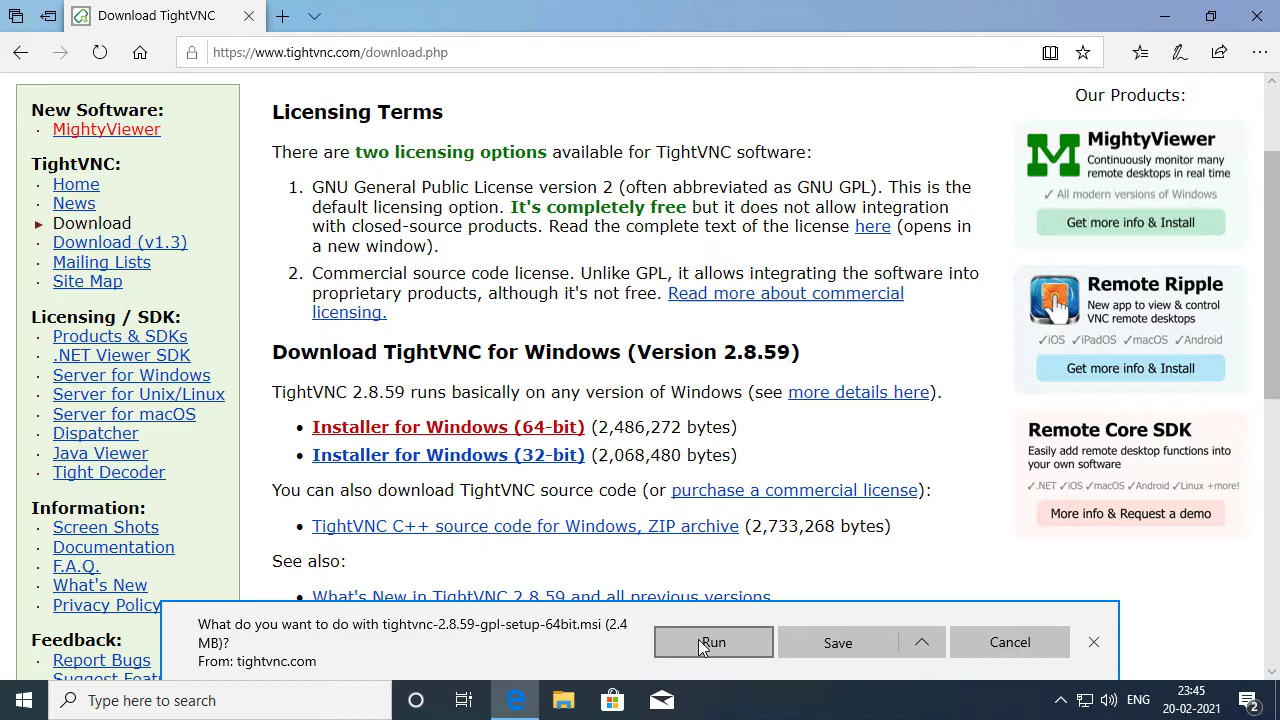 Download TightVNC
https://www.tightvnc.com/download.php
New Software:
MightyViewer
TightVNC:
Home
News
Download
Download (v1.3)
Mailing Lists
Site Map
Licensing / SDK:
Products & SDKs
.NET Viewer SDK
Server for Windows
Server for Unix/Linux
Server for macOS
Dispatcher
Java Viewer
Tight Decoder
Information:
Screen Shots
Documentation
F.A.Q.
What's New
Privacy Policy
Feedback:
Report Bugs
Licensing Terms
There are two licensing options available for TightVNC software:
1. GNU General Public License version 2 (often abbreviated as GNU GPL). This is the
default licensing option. It's completely free but it does not allow integration
with closed-source products. Read the complete text of the license here (opens in
a new window).
2. Commercial source code license. Unlike GPL, it allows integrating the software into
proprietary products, although it's not free. Read more about commercial
licensing.
Download TightVNC for Windows (Version 2.8.59)
TightVNC 2.8.59 runs basically on any version of Windows (see more details here).
• Installer for Windows (64-bit) (2,486,272 bytes)
• Installer for Windows (32-bit) (2,068,480 bytes)
You can also download TightVNC source code (or purchase a commercial license):
• TightVNC C++ source code for Windows, ZIP archive (2,733,268 bytes)
See also:
• What's New in TightVNC 2.8.59 and all previous versions
Our Products:
MightyViewer
Continuously monitor many
remote desktops in real time
✓ All modern versions of Windows
Get more info & Install
Remote Ripple
New app to view & control
VNC remote desktops
✓iOS ✓iPadOS ✓macOS ✓Android
Get more info & Install
Remote Core SDK
Easily add remote desktop functions into
your own software
✓.NET ✓iOS ✓macOS ✓Android ✓Linux +more!
More info & Request a demo
What do you want to do with tightvnc-2.8.59-gpl-setup-64bit.msi (2.4
MB)?
From: tightvnc.com
Run
Save
Cancel
Type here to search
ENG
23:45
20-02-2021
2